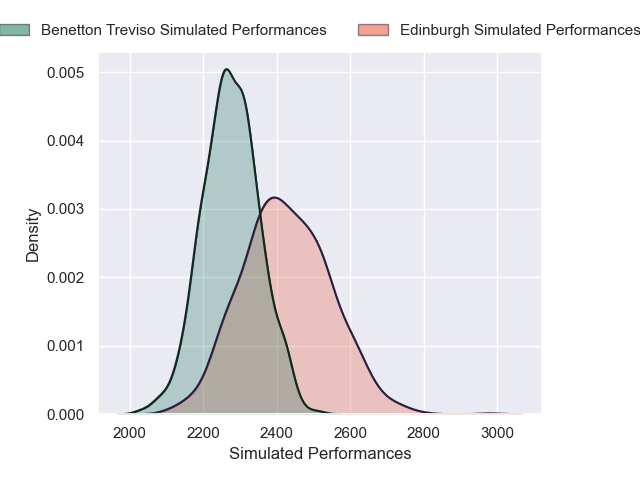 Benetton Treviso Simulated Performances Edinburgh Simulated Performances
0.005
0.004
0.003
0.002
0.001
0.000
Density
2000 2200 2400 2600 2800 3000
Simulated Performances